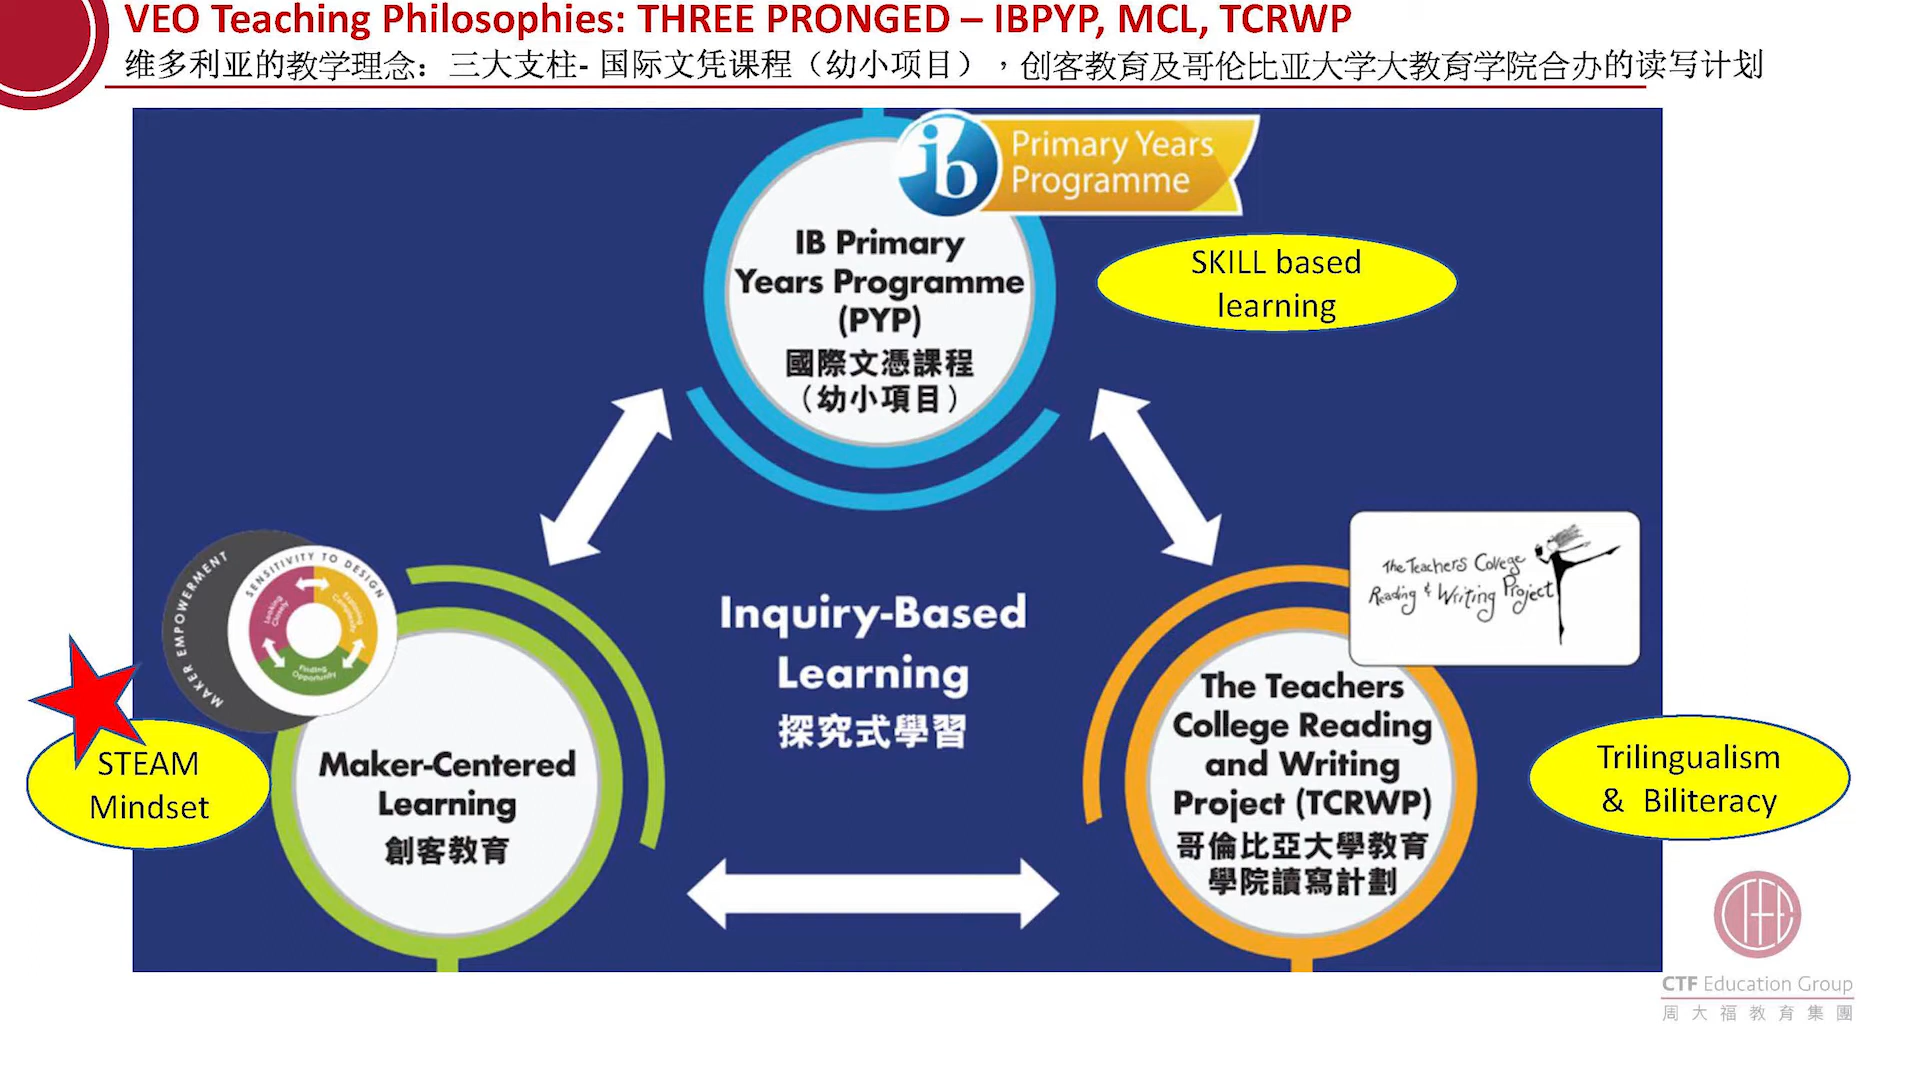 VEO Teaching Philosophies: THREE PRONGED – IBPYP, MCL, TCRWP
维多利亚的教学理念：三大支柱- 国际文凭课程（幼小项目），创客教育及哥伦比亚大学大教育学院合办的读写计划
ib
Primary Years
Programme
IB Primary
Years Programme
(PYP)
國際文憑課程
（幼小項目）
SKILL based
learning
MAKER EMPOWERMENT
SENSITIVITY TO DESIGN
Looking
Closely
Exploring
Complexity
Finding
Opportunity
The Teachers College
Reading & Writing Project
Inquiry-Based
Learning
探究式學習
STEAM
Mindset
Maker-Centered
Learning
創客教育
The Teachers
College Reading
and Writing
Project (TCRWP)
哥倫比亞大學教育
學院讀寫計劃
Trilingualism
& Biliteracy
CTF Education Group
周大福教育集團